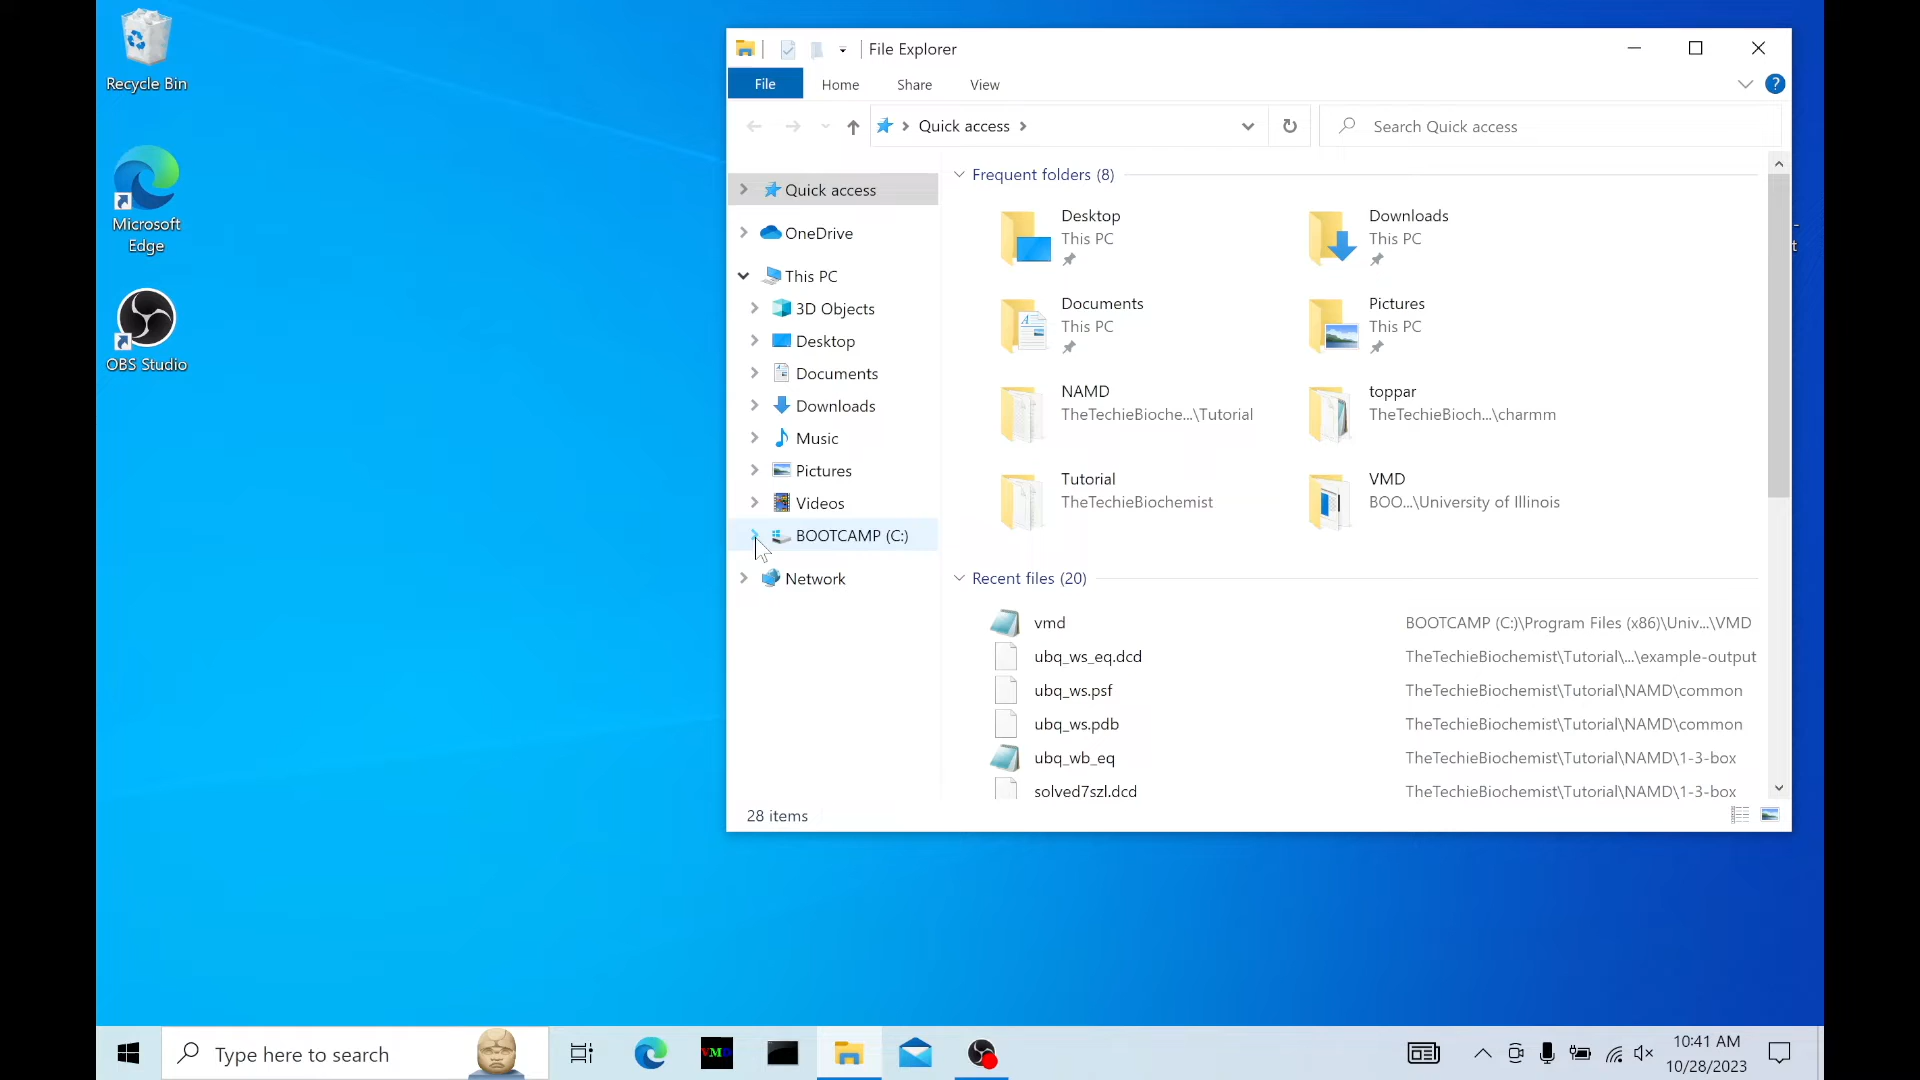 Recycle Bin
Microsoft
Edge
OBS Studio
File Explorer
File
Home
Share
View
?
Quick access
Search Quick access
Quick access
OneDrive
This PC
3D Objects
Desktop
Documents
Downloads
Music
Pictures
Videos
BOOTCAMP (C:)
Network
Frequent folders (8)
Desktop
This PC
Downloads
This PC
Documents
This PC
Pictures
This PC
NAMD
TheTechieBioche...\Tutorial
toppar
TheTechieBioch...\charmm
Tutorial
TheTechieBiochemist
VMD
BOO...\University of Illinois
Recent files (20)
vmd
BOOTCAMP (C:)\Program Files (x86)\Univ...\VMD
ubq_ws_eq.dcd
TheTechieBiochemist\Tutorial\...\example-output
ubq_ws.psf
TheTechieBiochemist\Tutorial\NAMD\common
ubq_ws.pdb
TheTechieBiochemist\Tutorial\NAMD\common
ubq_wb_eq
TheTechieBiochemist\Tutorial\NAMD\1-3-box
solved7szl.dcd
TheTechieBiochemist\Tutorial\NAMD\1-3-box
28 items
Type here to search
VMD
10:41 AM
10/28/2023